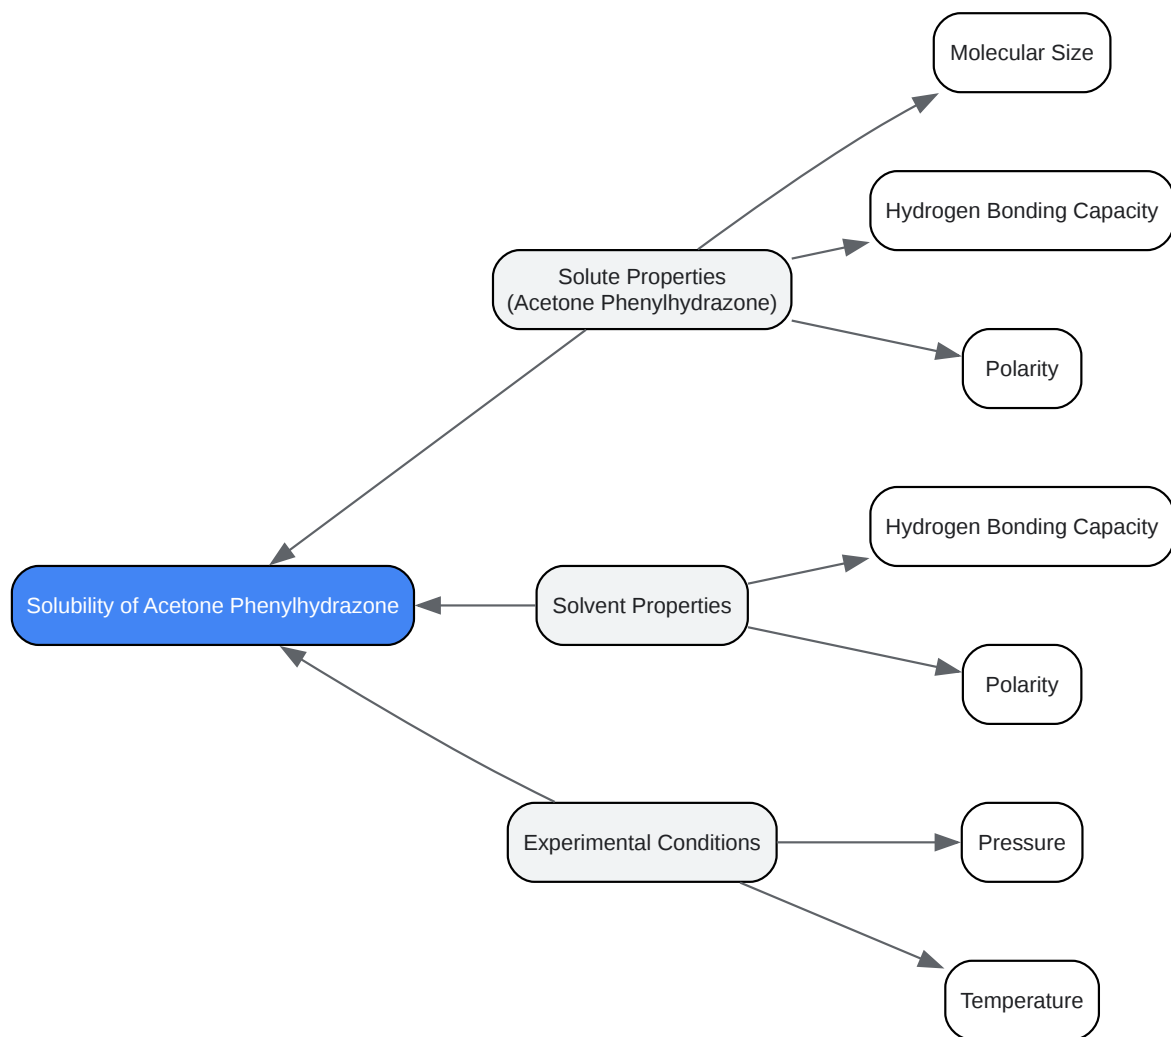 Molecular Size
Hydrogen Bonding Capacity
Solute Properties
(Acetone Phenylhydrazone)
Polarity
Hydrogen Bonding Capacity
Solubility of Acetone Phenylhydrazone
Solvent Properties
Polarity
Experimental Conditions
Pressure
Temperature